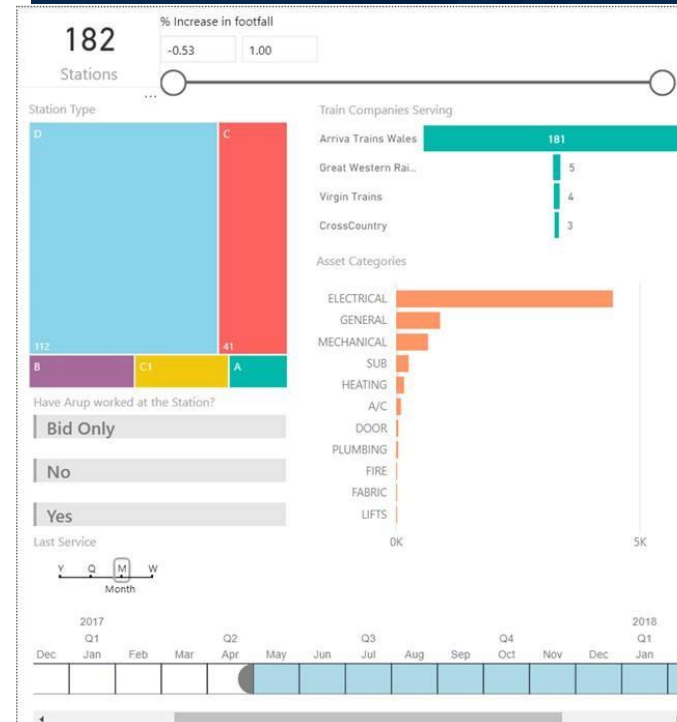 182
Stations
...
% Increase in footfall
-0.53 1.00
Station Type
D C
112 41
B C1 A
Train Companies Serving
Arriva Trains Wales 181
Great Western Rai... 5
Virgin Trains 4
CrossCountry 3
Asset Categories
ELECTRICAL
GENERAL
MECHANICAL
SUB
HEATING
A/C
DOOR
PLUMBING
FIRE
FABRIC
LIFTS
0K 5K
Have Arup worked at the Station?
Bid Only
No
Yes
Last Service
Y Q M W
Month
2017 2018
Q1 Q2 Q3 Q4 Q1
Dec Jan Feb Mar Apr May Jun Jul Aug Sep Oct Nov Dec Jan